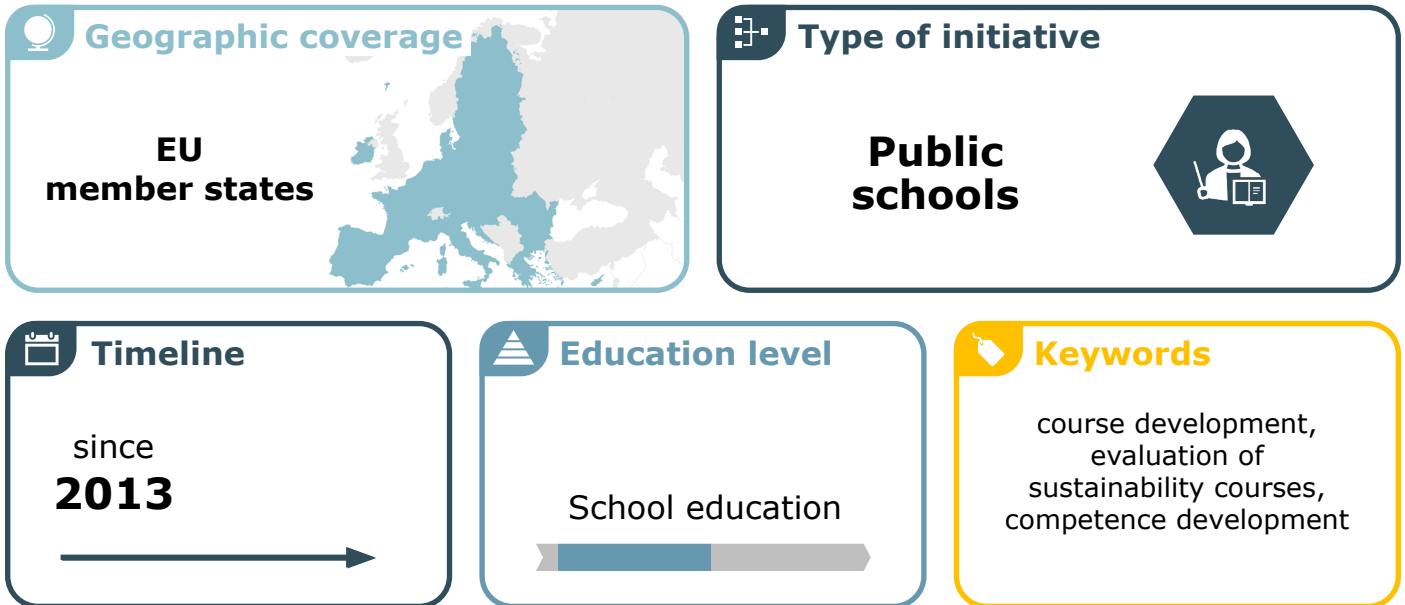 Geographic coverage
EU
member states
Type of initiative
Public
schools
Timeline
since
2013
Education level
School education
Keywords
course development,
evaluation of
sustainability courses,
competence development